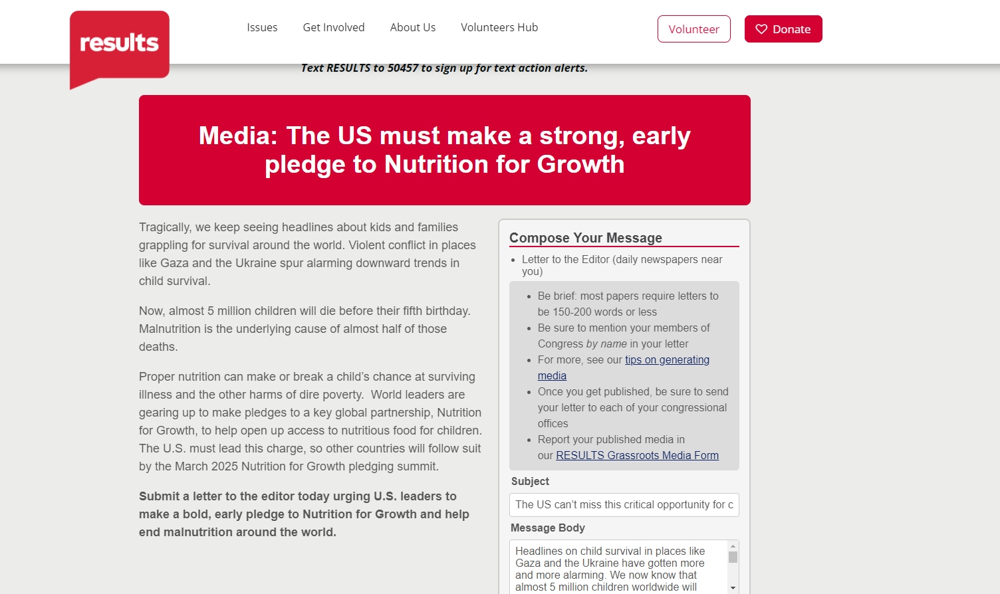 results
Issues
Get Involved
About Us
Volunteers Hub
Volunteer
Donate
Text RESULTS to 50457 to sign up for text action alerts.
Media: The US must make a strong, early
pledge to Nutrition for Growth
Tragically, we keep seeing headlines about kids and families
grappling for survival around the world. Violent conflict in places
like Gaza and the Ukraine spur alarming downward trends in
child survival.
Now, almost 5 million children will die before their fifth birthday.
Malnutrition is the underlying cause of almost half of those
deaths.
Proper nutrition can make or break a child’s chance at surviving
illness and the other harms of dire poverty.  World leaders are
gearing up to make pledges to a key global partnership, Nutrition
for Growth, to help open up access to nutritious food for children.
The U.S. must lead this charge, so other countries will follow suit
by the March 2025 Nutrition for Growth pledging summit.
Submit a letter to the editor today urging U.S. leaders to
make a bold, early pledge to Nutrition for Growth and help
end malnutrition around the world.
Compose Your Message
• Letter to the Editor (daily newspapers near
you)
• Be brief: most papers require letters to
be 150-200 words or less
• Be sure to mention your members of
Congress by name in your letter
• For more, see our tips on generating
media
• Once you get published, be sure to send
your letter to each of your congressional
offices
• Report your published media in
our RESULTS Grassroots Media Form
Subject
The US can’t miss this critical opportunity for c
Message Body
Headlines on child survival in places like
Gaza and the Ukraine have gotten more
and more alarming. We now know that
almost 5 million children worldwide will